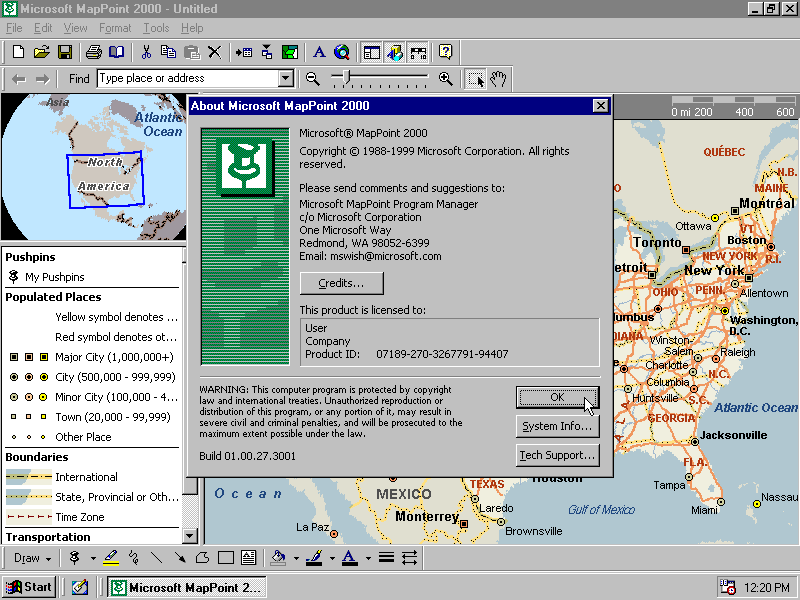 Microsoft MapPoint 2000 - Untitled
File Edit View Format Tools Help
Find Type place or address
About Microsoft MapPoint 2000
0 mi 200 400 600
Asia
Atlantic
Ocean
North
America
Microsoft® MapPoint 2000
Copyright © 1988-1999 Microsoft Corporation. All rights
reserved.
Please send comments and suggestions to:
Microsoft MapPoint Program Manager
c/o Microsoft Corporation
One Microsoft Way
Redmond, WA 98052-6399
Email: mswish@microsoft.com
Credits...
This product is licensed to:
User
Company
Product ID: 07189-270-3267791-94407
WARNING: This computer program is protected by copyright
law and international treaties. Unauthorized reproduction or
distribution of this program, or any portion of it, may result in
severe civil and criminal penalties, and will be prosecuted to the
maximum extent possible under the law.
Build 01.00.27.3001
OK
System Info...
Tech Support...
Pushpins
My Pushpins
Populated Places
Yellow symbol denotes ...
Red symbol denotes ot...
Major City (1,000,000+)
City (500,000 - 999,999)
Minor City (100,000 - 4...
Town (20,000 - 99,999)
Other Place
Boundaries
International
State, Provincial or Oth...
Time Zone
Transportation
QUÉBEC
N.B.
MAINE
Montréal
Ottawa
VT
Toronto
Boston
NEW YORK
R.I.
etroit
New York
PENN.
OHIO
Allentown
lumbus
Washington,
D.C.
DIANA
Winston-
Salem
Raleigh
Charlotte
N.C.
Columbia
Huntsville
S.C.
GEORGIA
Atlantic Ocean
Jacksonville
FLA.
Tampa
Miami
Nassau
Gulf of Mexico
Houston
TEXAS
Laredo
Brownsville
MEXICO
Monterrey
La Paz
Ocean
Draw
Start
Microsoft MapPoint 2...
12:20 PM